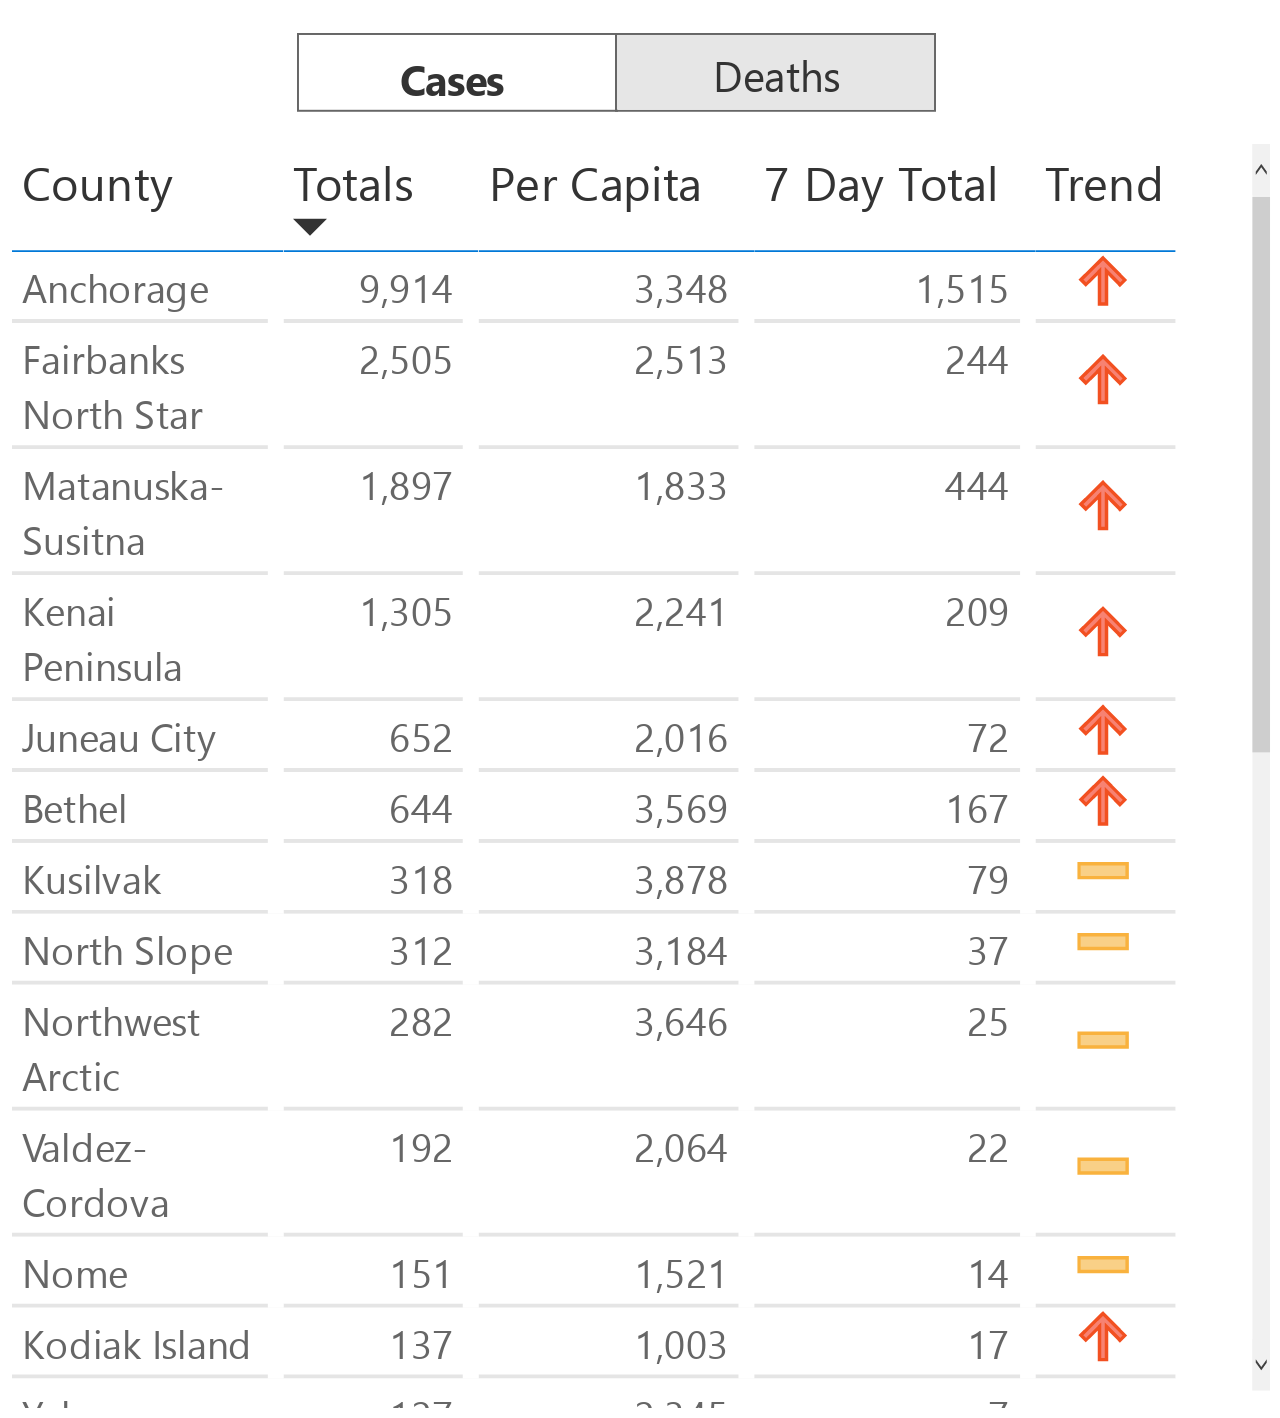 Cases Deaths
County Totals Per Capita 7 Day Total Trend
Anchorage 9,914 3,348 1,515
Fairbanks 2,505 2,513 244
North Star
Matanuska- 1,897 1,833 444
Susitna
Kenai 1,305 2,241 209
Peninsula
Juneau City 652 2,016 72
Bethel 644 3,569 167
Kusilvak 318 3,878 79
North Slope 312 3,184 37
Northwest 282 3,646 25
Arctic
Valdez- 192 2,064 22
Cordova
Nome 151 1,521 14
Kodiak Island 137 1,003 17